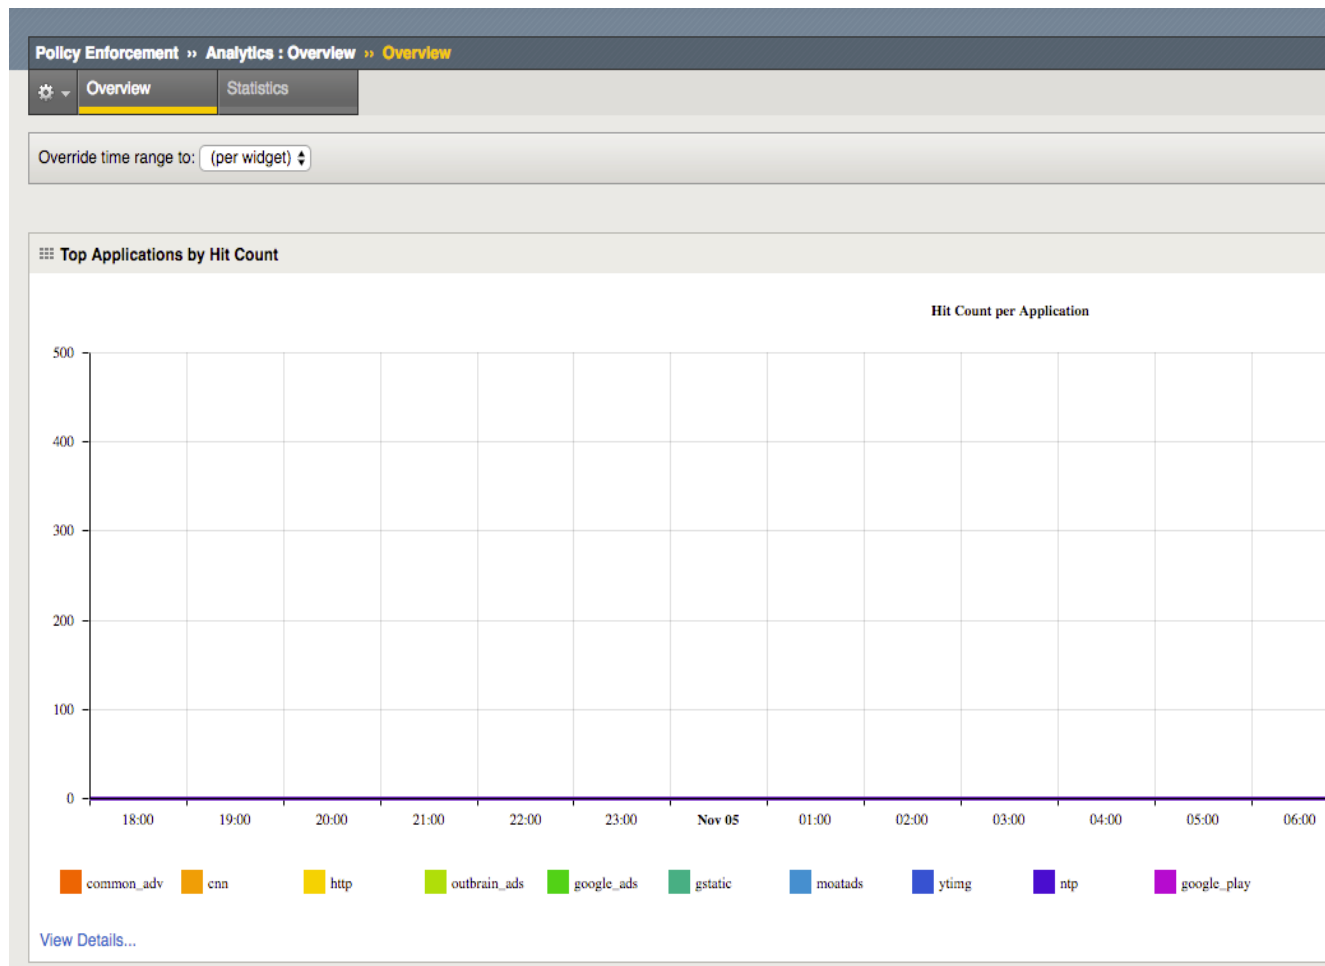 Policy Enforcement ›› Analytics : Overview ›› Overview
Overview Statistics
Override time range to: (per widget)
Top Applications by Hit Count
Hit Count per Application
500
400
300
200
100
0
18:00 19:00 20:00 21:00 22:00 23:00 Nov 05 01:00 02:00 03:00 04:00 05:00 06:00
common_adv cnn http outbrain_ads google_ads gstatic moatads ytimg ntp google_play
View Details...